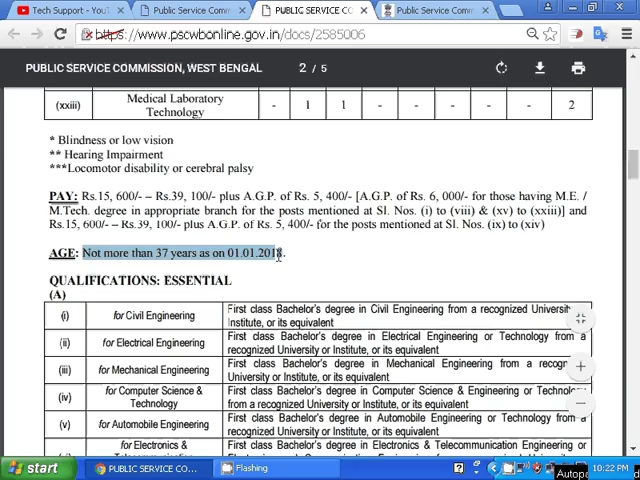 Tech Support - YouTu
Public Service Comm
PUBLIC SERVICE CO
Public Service Comm
https://www.pscwbonline.gov.in/docs/2585006
PUBLIC SERVICE COMMISSION, WEST BENGAL 2 / 5
(xxiii) Medical Laboratory Technology - 1 1 - - - - - 2
* Blindness or low vision
** Hearing Impairment
***Locomotor disability or cerebral palsy
PAY: Rs.15, 600/- – Rs.39, 100/- plus A.G.P. of Rs. 5, 400/- [A.G.P. of Rs. 6, 000/- for those having M.E. /
M.Tech. degree in appropriate branch for the posts mentioned at Sl. Nos. (i) to (viii) & (xv) to (xxiii)] and
Rs.15, 600/- – Rs.39, 100/- plus A.G.P. of Rs. 5, 400/- for the posts mentioned at Sl. Nos. (ix) to (xiv)
AGE: Not more than 37 years as on 01.01.2018.
QUALIFICATIONS: ESSENTIAL
(A)
(i) for Civil Engineering First class Bachelor's degree in Civil Engineering from a recognized University
Institute, or its equivalent
(ii) for Electrical Engineering First class Bachelor's degree in Electrical Engineering or Technology from a
recognized University or Institute, or its equivalent
(iii) for Mechanical Engineering First class Bachelor's degree in Mechanical Engineering from a recogn
University or Institute, or its equivalent
(iv) for Computer Science & Technology First class Bachelor's degree in Computer Science & Engineering or Technolo
from a recognized University or Institute, or its equivalent
(v) for Automobile Engineering First class Bachelor's degree in Automobile Engineering or Technology from
recognized University or Institute, or its equivalent
for Electronics & First class Bachelor's degree in Electronics & Telecommunication Engineering or
start
PUBLIC SERVICE CO...
Flashing
10:22 PM